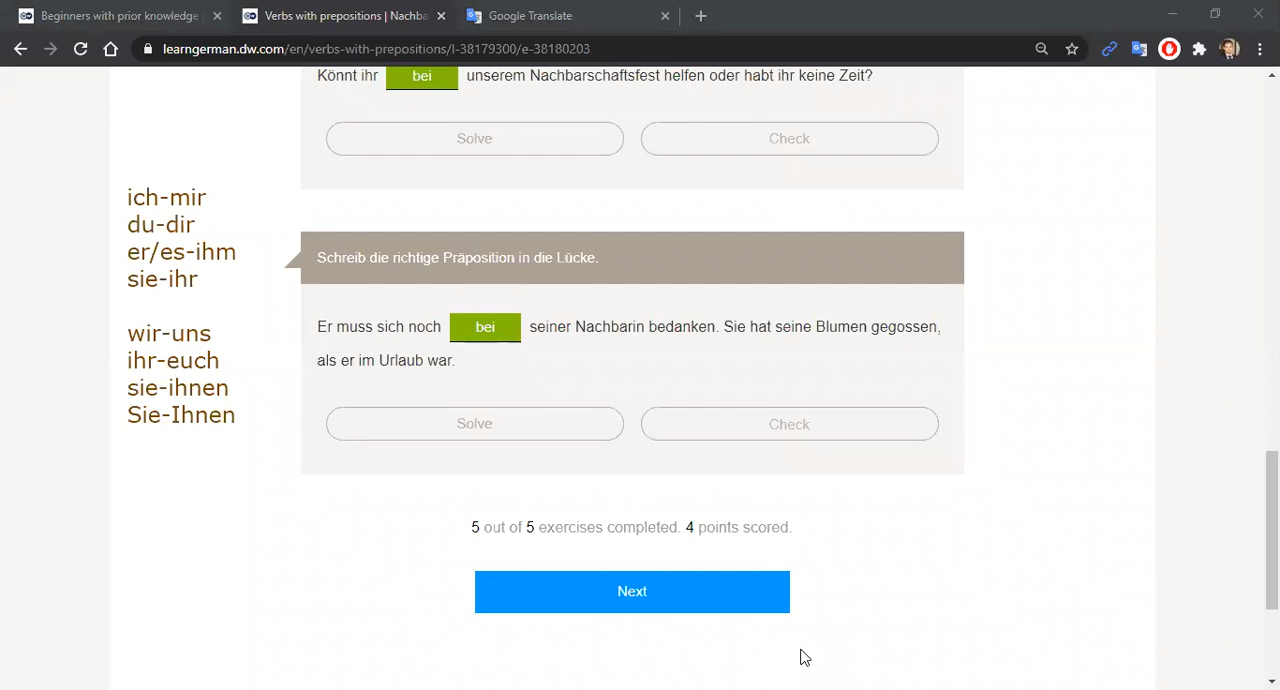 Beginners with prior knowledge
Verbs with prepositions | Nachba
Google Translate
learngerman.dw.com/en/verbs-with-prepositions/l-38179300/e-38180203
Könnt ihr bei unserem Nachbarschaftsfest helfen oder habt ihr keine Zeit?
Solve Check
ich-mir
du-dir
er/es-ihm
sie-ihr
wir-uns
ihr-euch
sie-ihnen
Sie-Ihnen
Schreib die richtige Präposition in die Lücke.
Er muss sich noch bei seiner Nachbarin bedanken. Sie hat seine Blumen gegossen,
als er im Urlaub war.
Solve Check
5 out of 5 exercises completed. 4 points scored.
Next